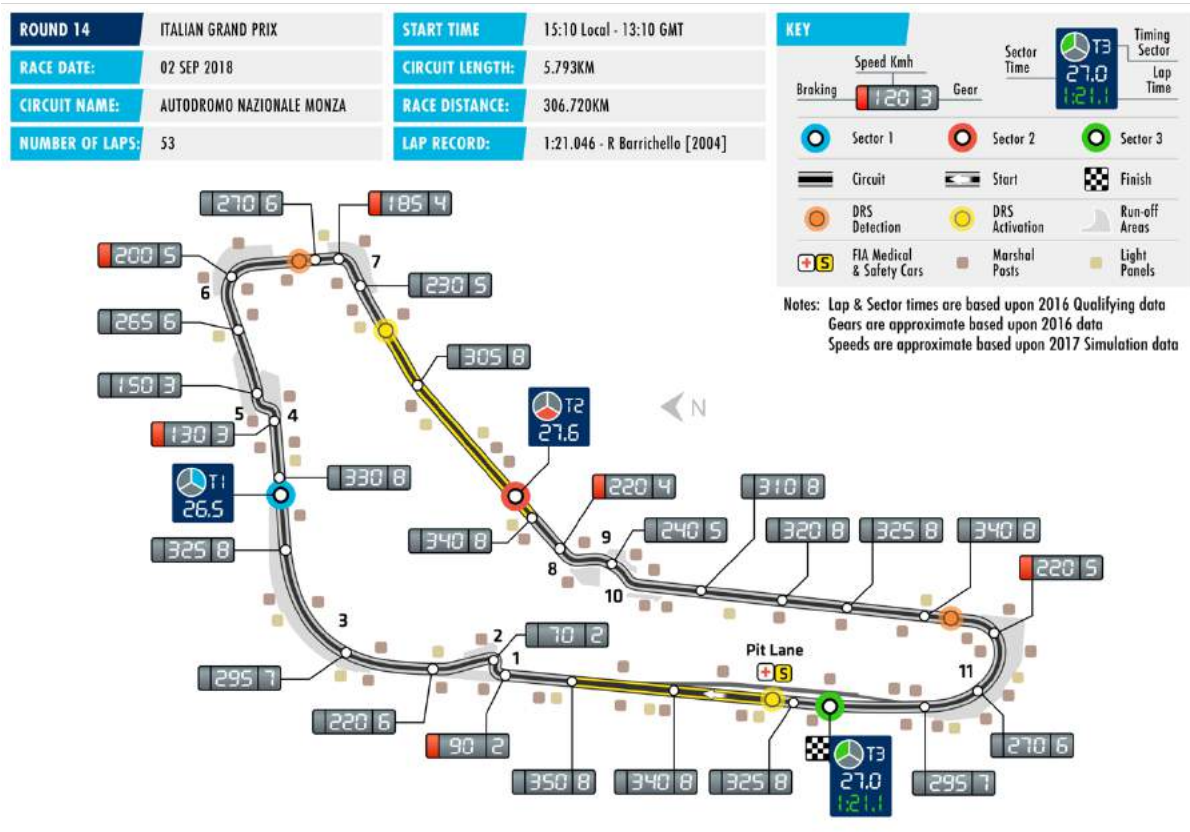 ROUND 14
ITALIAN GRAND PRIX
RACE DATE:
02 SEP 2018
CIRCUIT NAME:
AUTODROMO NAZIONALE MONZA
NUMBER OF LAPS:
53
START TIME
15:10 Local - 13:10 GMT
CIRCUIT LENGTH:
5.793KM
RACE DISTANCE:
306.720KM
LAP RECORD:
1:21.046 - R Barrichello [2004]
KEY
Speed Kmh
Braking
120 3
Gear
Sector
Time
T3
27.0
1:21.1
Timing
Sector
Lap
Time
Sector 1
Sector 2
Sector 3
Circuit
Start
Finish
DRS
Detection
DRS
Activation
Run-off
Areas
S
FIA Medical
& Safety Cars
Marshal
Posts
Light
Panels
Notes: Lap & Sector times are based upon 2016 Qualifying data
Gears are approximate based upon 2016 data
Speeds are approximate based upon 2017 Simulation data
270 6
185 4
200 5
7
6
230 5
265 6
305 8
150 3
T2
27.6
N
5
4
130 3
330 8
T1
26.5
220 4
310 8
325 8
340 8
9
240 5
320 8
325 8
340 8
8
220 5
10
3
2
70 2
1
Pit Lane
S
11
295 7
220 6
90 2
270 6
350 8
340 8
325 8
T3
27.0
1:21.1
295 7